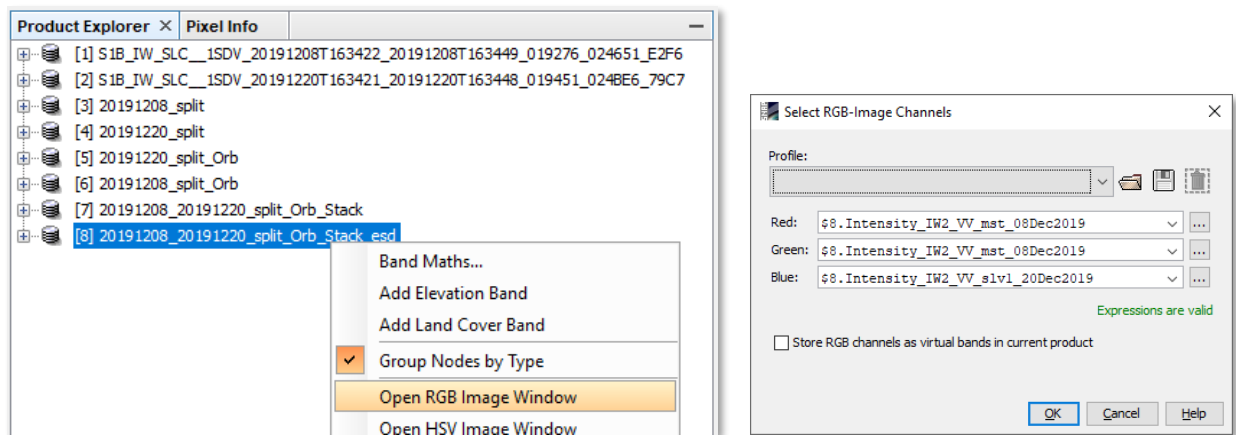 Product Explorer × Pixel Info
[1] S1B_IW_SLC__1SDV_20191208T163422_20191208T163449_019276_024651_E2F6
[2] S1B_IW_SLC__1SDV_20191220T163421_20191220T163448_019451_024BE6_79C7
[3] 20191208_split
[4] 20191220_split
[5] 20191220_split_Orb
[6] 20191208_split_Orb
[7] 20191208_20191220_split_Orb_Stack
[8] 20191208_20191220_split_Orb_Stack_esd
Band Maths...
Add Elevation Band
Add Land Cover Band
Group Nodes by Type
Open RGB Image Window
Open HSV Image Window
Select RGB-Image Channels
Profile:
Red: $8.Intensity_IW2_VV_mst_08Dec2019 ...
Green: $8.Intensity_IW2_VV_mst_08Dec2019 ...
Blue: $8.Intensity_IW2_VV_slv1_20Dec2019 ...
Expressions are valid
Store RGB channels as virtual bands in current product
OK Cancel Help